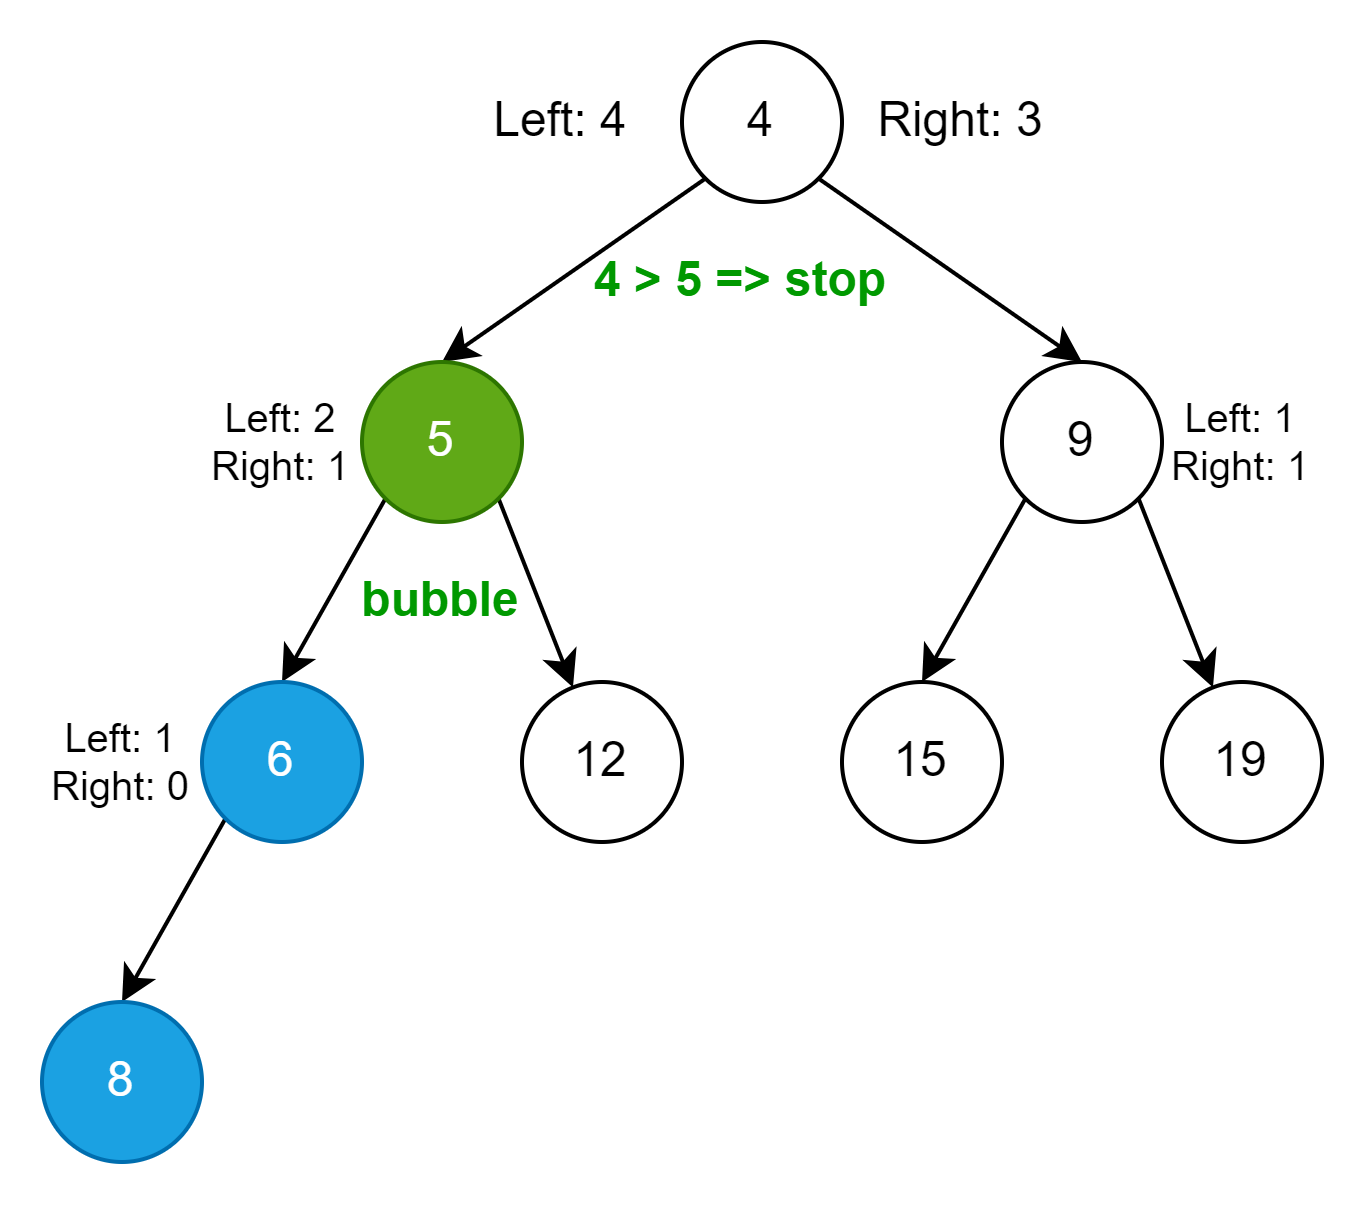 Left: 4
4
Right: 3
4 > 5 => stop
Left: 2
Right: 1
5
9
Left: 1
Right: 1
bubble
Left: 1
Right: 0
6
12
15
19
8